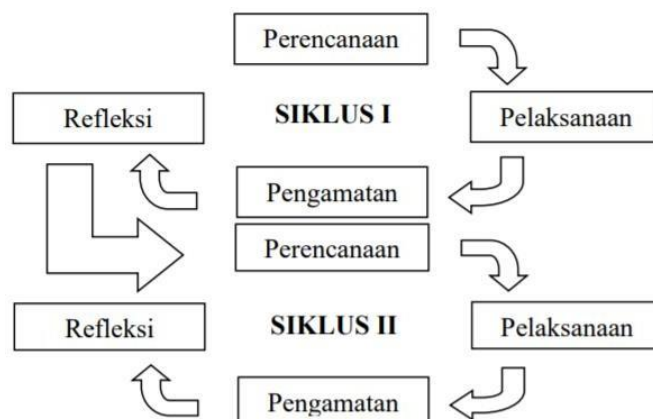 Perencanaan
Refleksi
SIKLUS I
Pelaksanaan
Pengamatan
Perencanaan
Refleksi
SIKLUS II
Pelaksanaan
Pengamatan